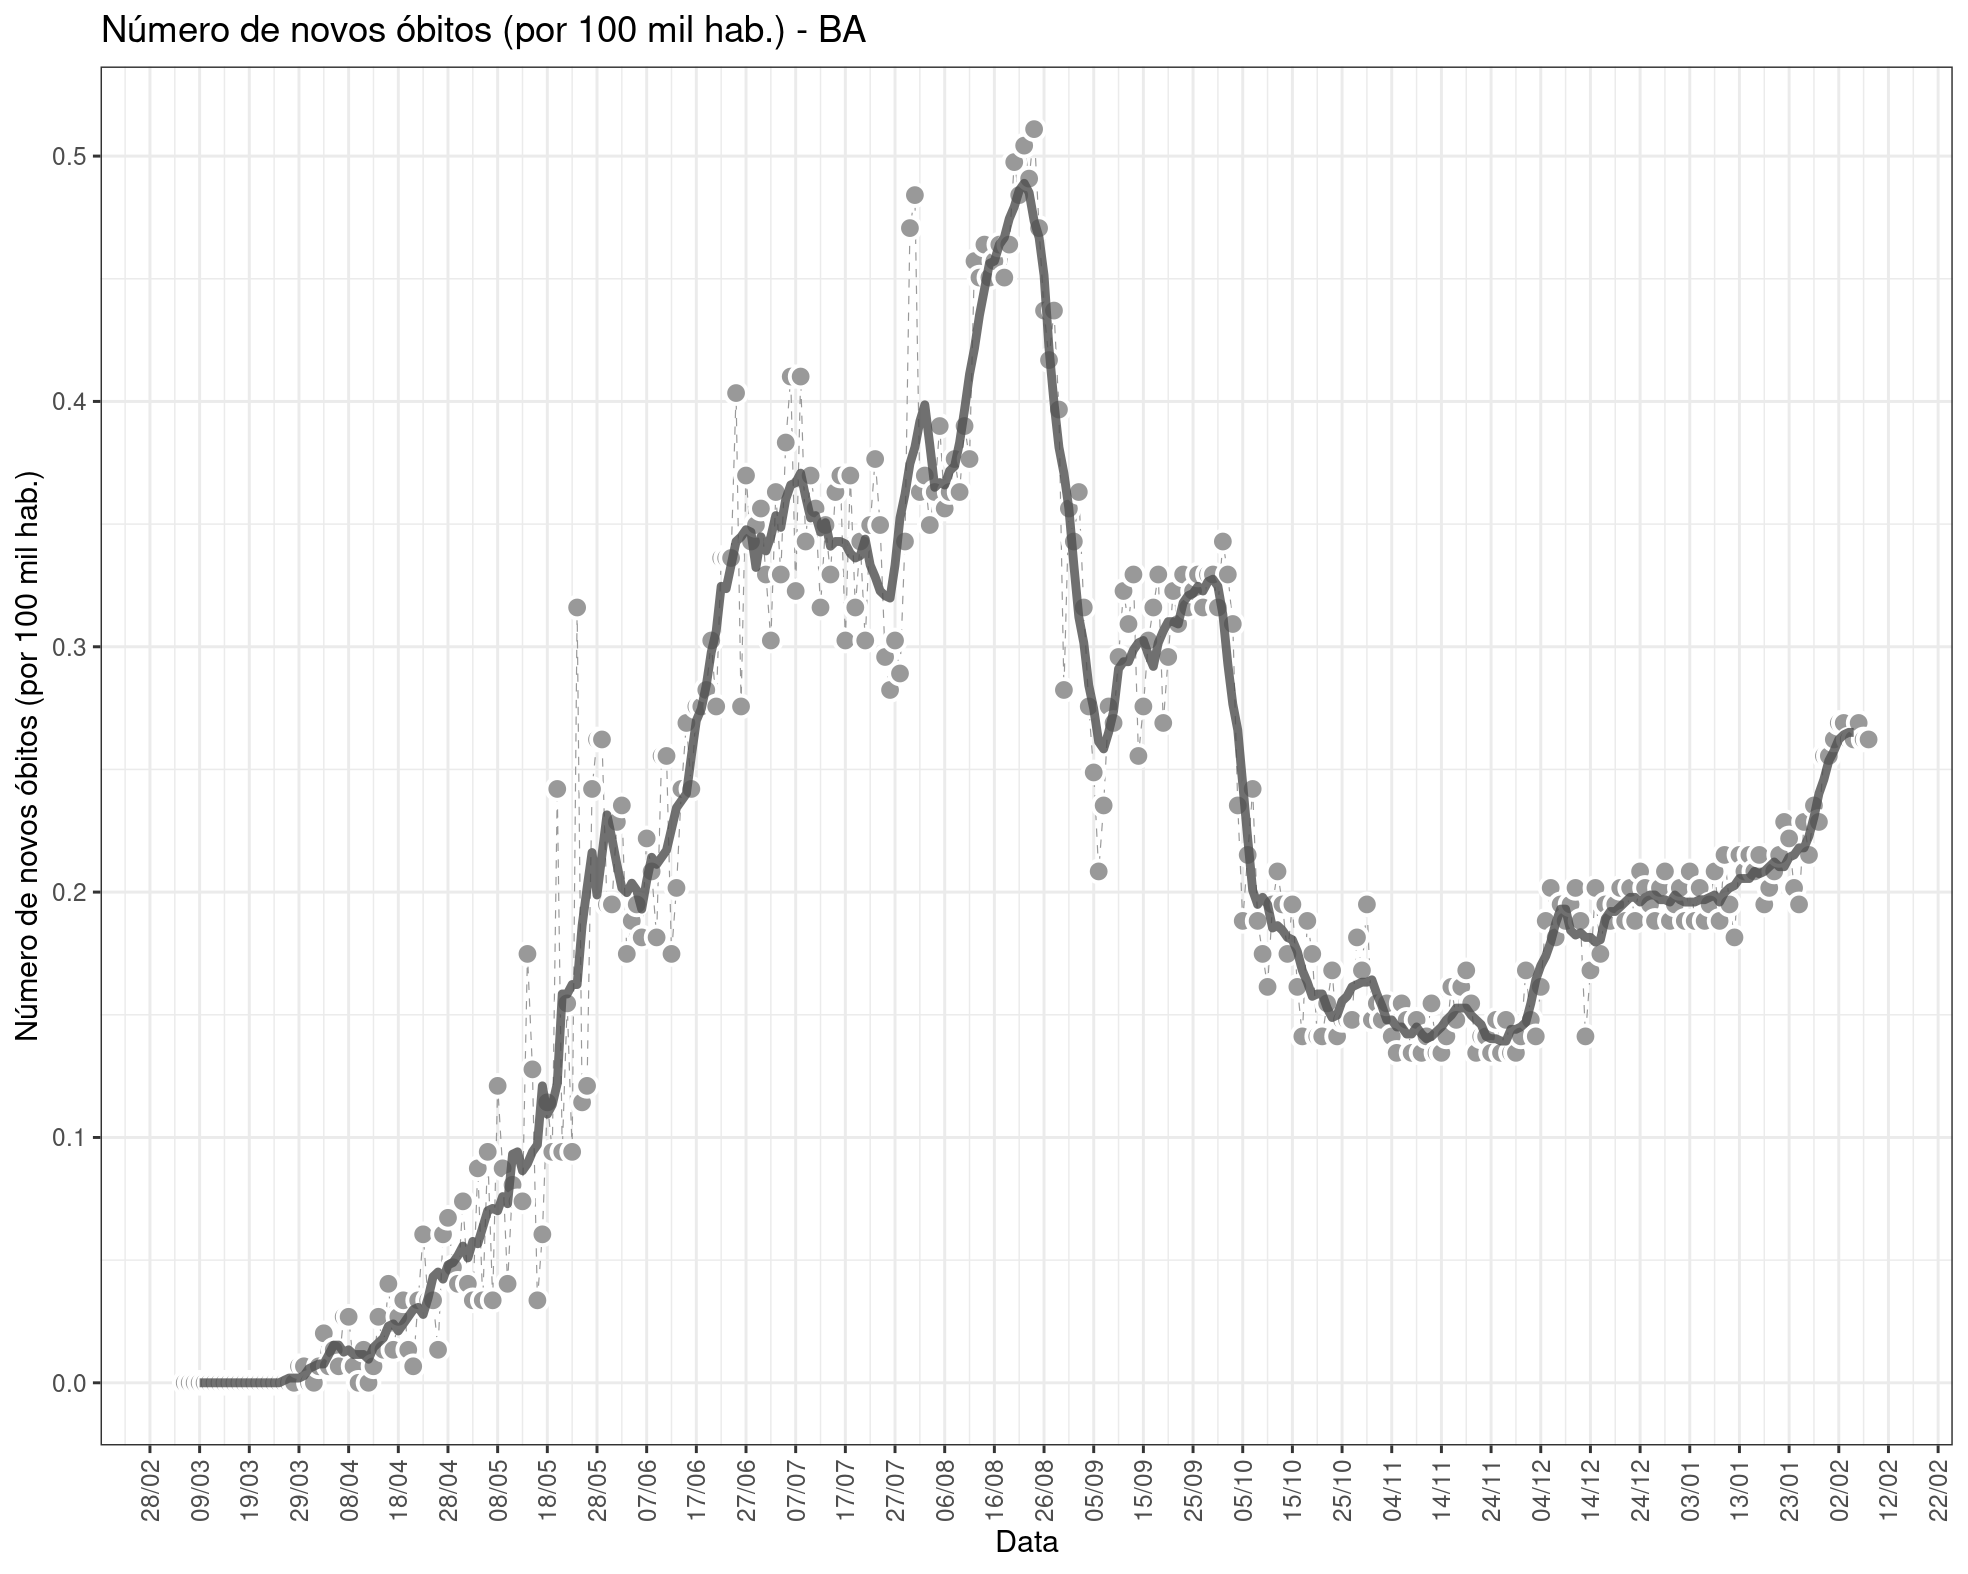 Número de novos óbitos (por 100 mil hab.) - BA
Número de novos óbitos (por 100 mil hab.)
0.5
0.4
0.3
0.2
0.1
0.0
28/02 09/03 19/03 29/03 08/04 18/04 28/04 08/05 18/05 28/05 07/06 17/06 27/06 07/07 17/07 27/07 06/08 16/08 26/08 05/09 15/09 25/09 05/10 15/10 25/10 04/11 14/11 24/11 04/12 14/12 24/12 03/01 13/01 23/01 02/02 12/02 22/02
Data